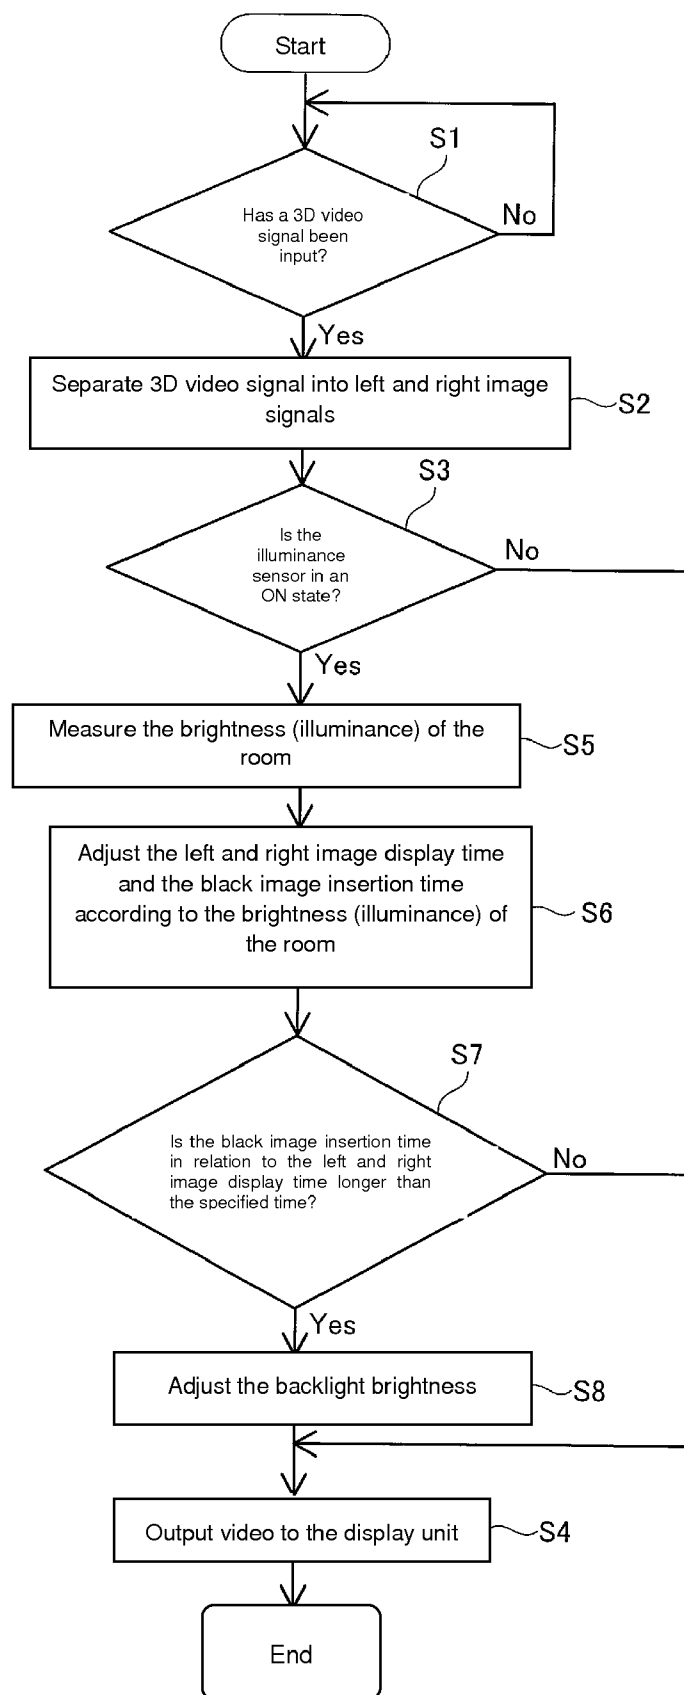 Start
S1
Has a 3D video
signal been
input?
No
Yes
Separate 3D video signal into left and right image
signals
S2
S3
Is the
illuminance
sensor in an
ON state?
No
Yes
Measure the brightness (illuminance) of the
room
S5
Adjust the left and right image display time
and the black image insertion time
according to the brightness (illuminance) of
the room
S6
S7
Is the black image insertion time
in relation to the left and right
image display time longer than
the specified time?
No
Yes
Adjust the backlight brightness
S8
Output video to the display unit
S4
End